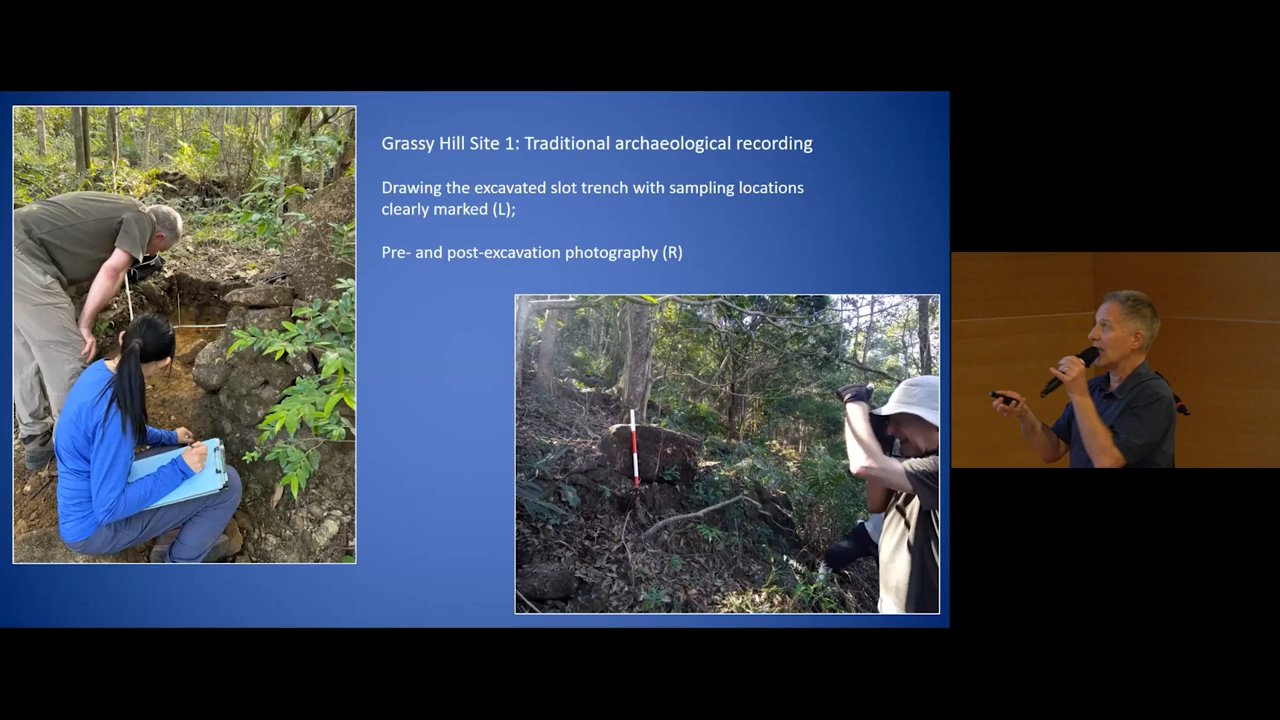 Grassy Hill Site 1: Traditional archaeological recording
Drawing the excavated slot trench with sampling locations
clearly marked (L);
Pre- and post-excavation photography (R)